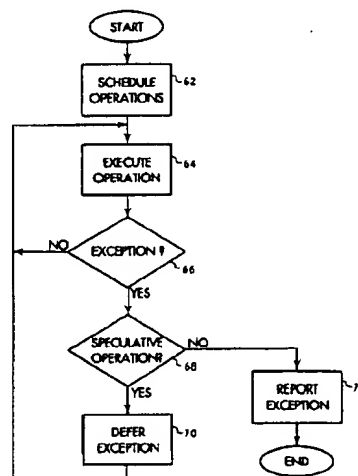 START
SCHEDULE
OPERATIONS
62
EXECUTE
OPERATION
64
EXCEPTION ?
66
NO
YES
SPECULATIVE
OPERATION?
68
NO
YES
REPORT
EXCEPTION
7
DEFER
EXCEPTION
70
END